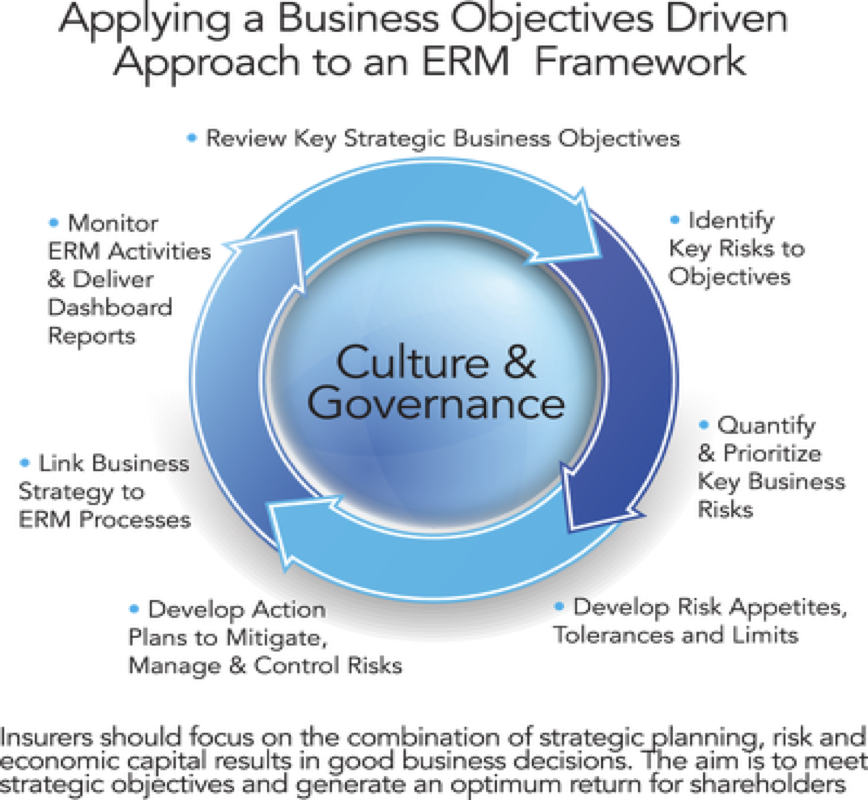 Applying a Business Objectives Driven
Approach to an ERM Framework
• Review Key Strategic Business Objectives
• Identify
Key Risks to
Objectives
• Quantify
& Prioritize
Key Business
Risks
• Develop Risk Appetites,
Tolerances and Limits
• Develop Action
Plans to Mitigate,
Manage & Control Risks
• Link Business
Strategy to
ERM Processes
• Monitor
ERM Activities
& Deliver
Dashboard
Reports
Culture &
Governance
Insurers should focus on the combination of strategic planning, risk and
economic capital results in good business decisions. The aim is to meet
strategic objectives and generate an optimum return for shareholders